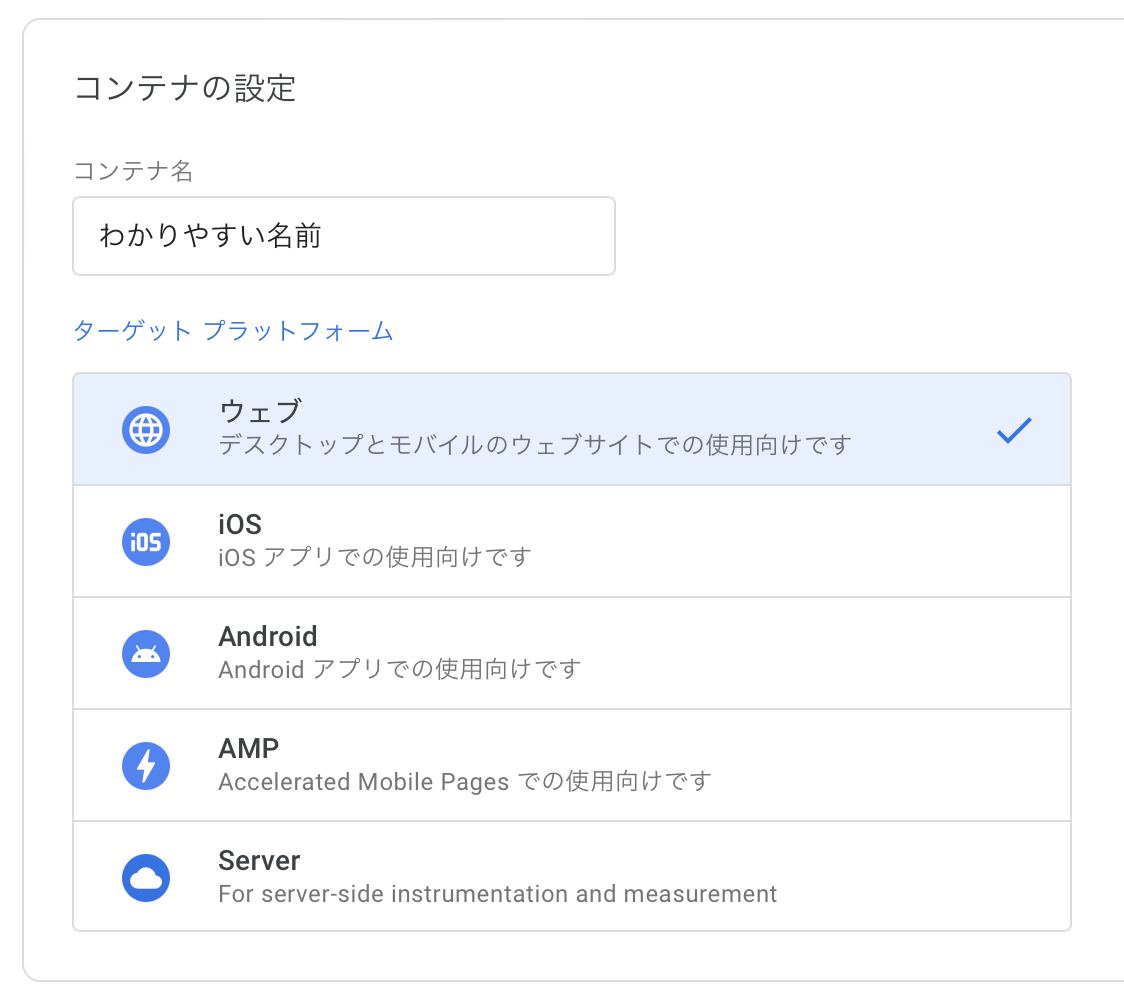 コンテナの設定
コンテナ名
わかりやすい名前
ターゲット プラットフォーム
ウェブ
デスクトップとモバイルのウェブサイトでの使用向けです
iOS
iOS
iOS アプリでの使用向けです
Android
Android アプリでの使用向けです
AMP
Accelerated Mobile Pages での使用向けです
Server
For server-side instrumentation and measurement